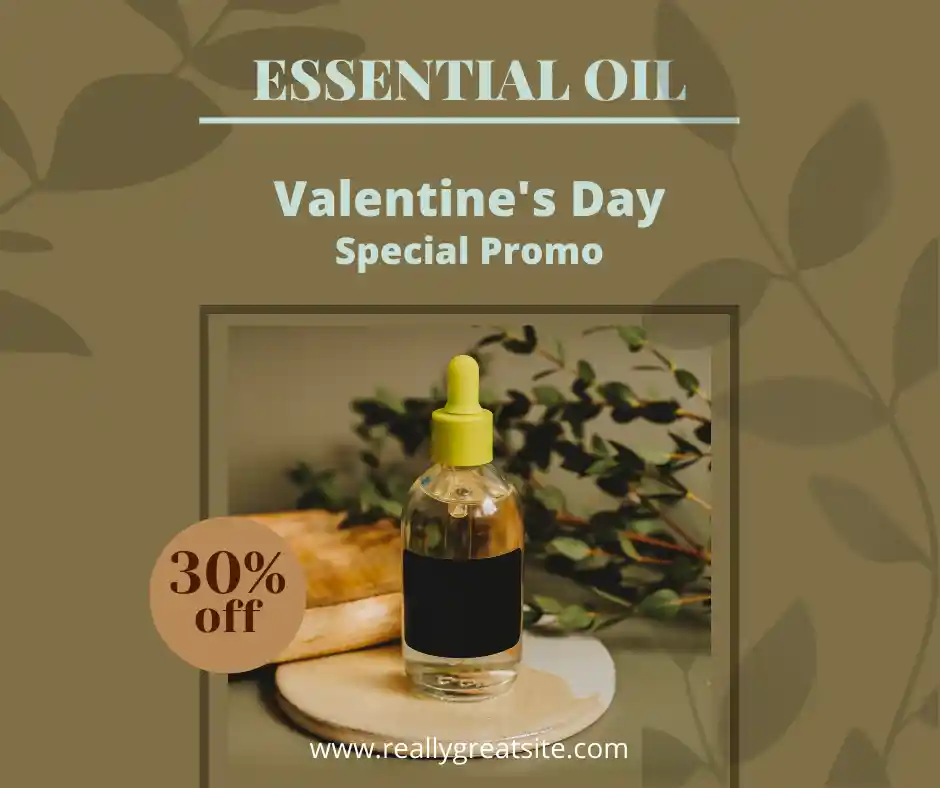 ESSENTIAL OIL
Valentine's Day
Special Promo
30%
off
www.reallygreatsite.com